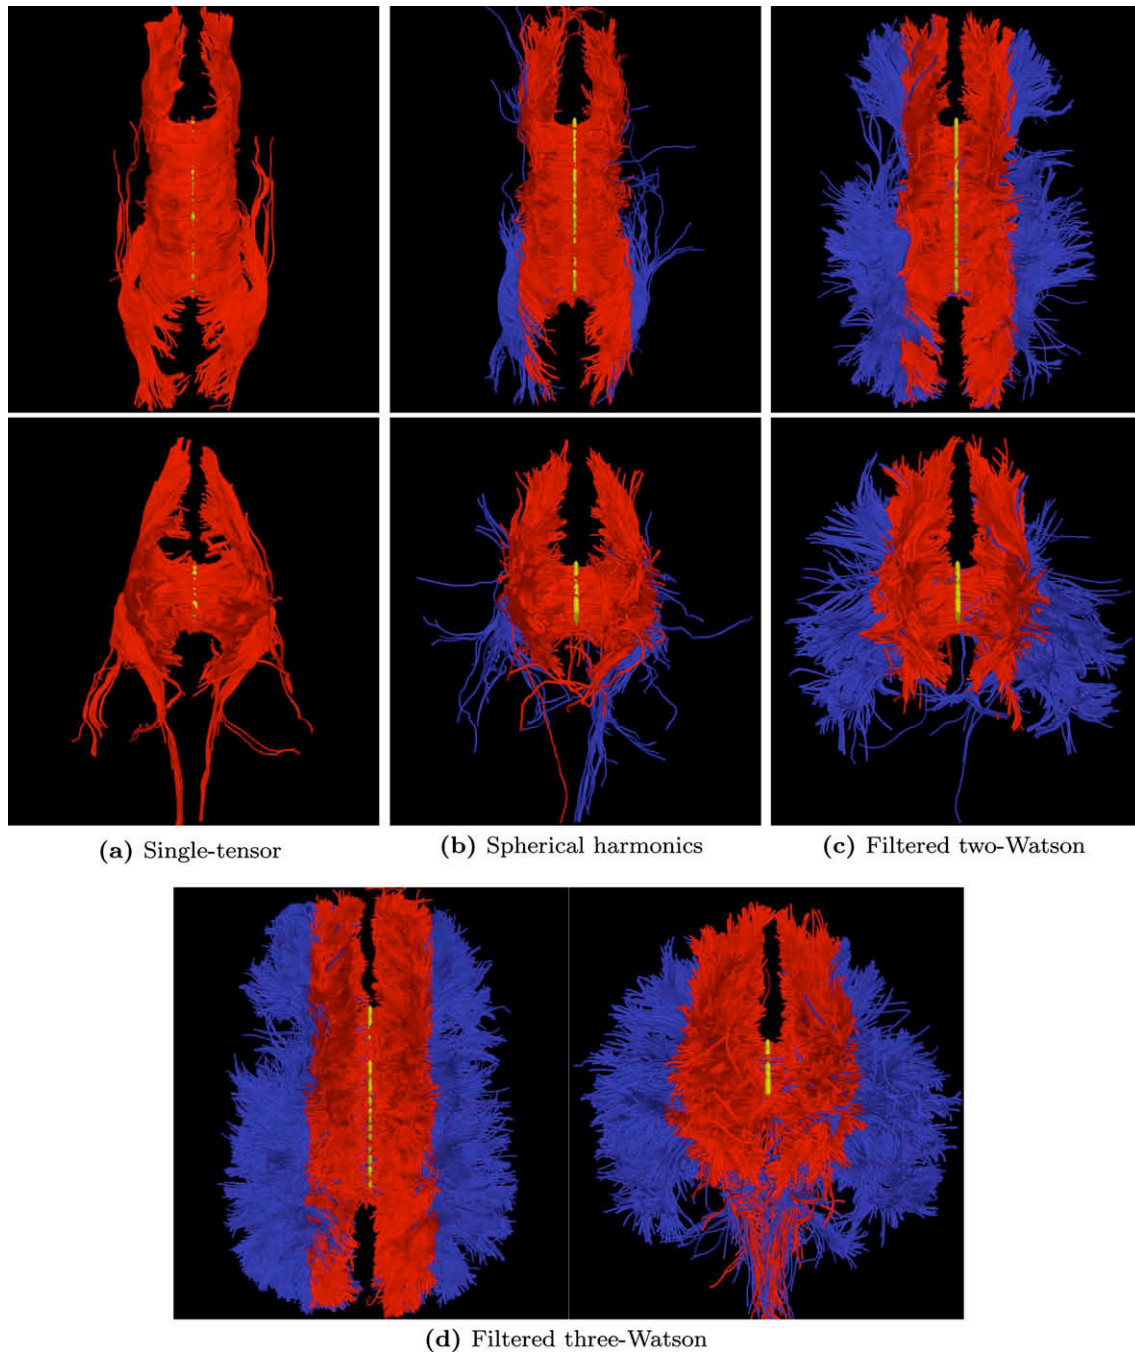 (a) Single-tensor
(b) Spherical harmonics
(c) Filtered two-Watson
(d) Filtered three-Watson